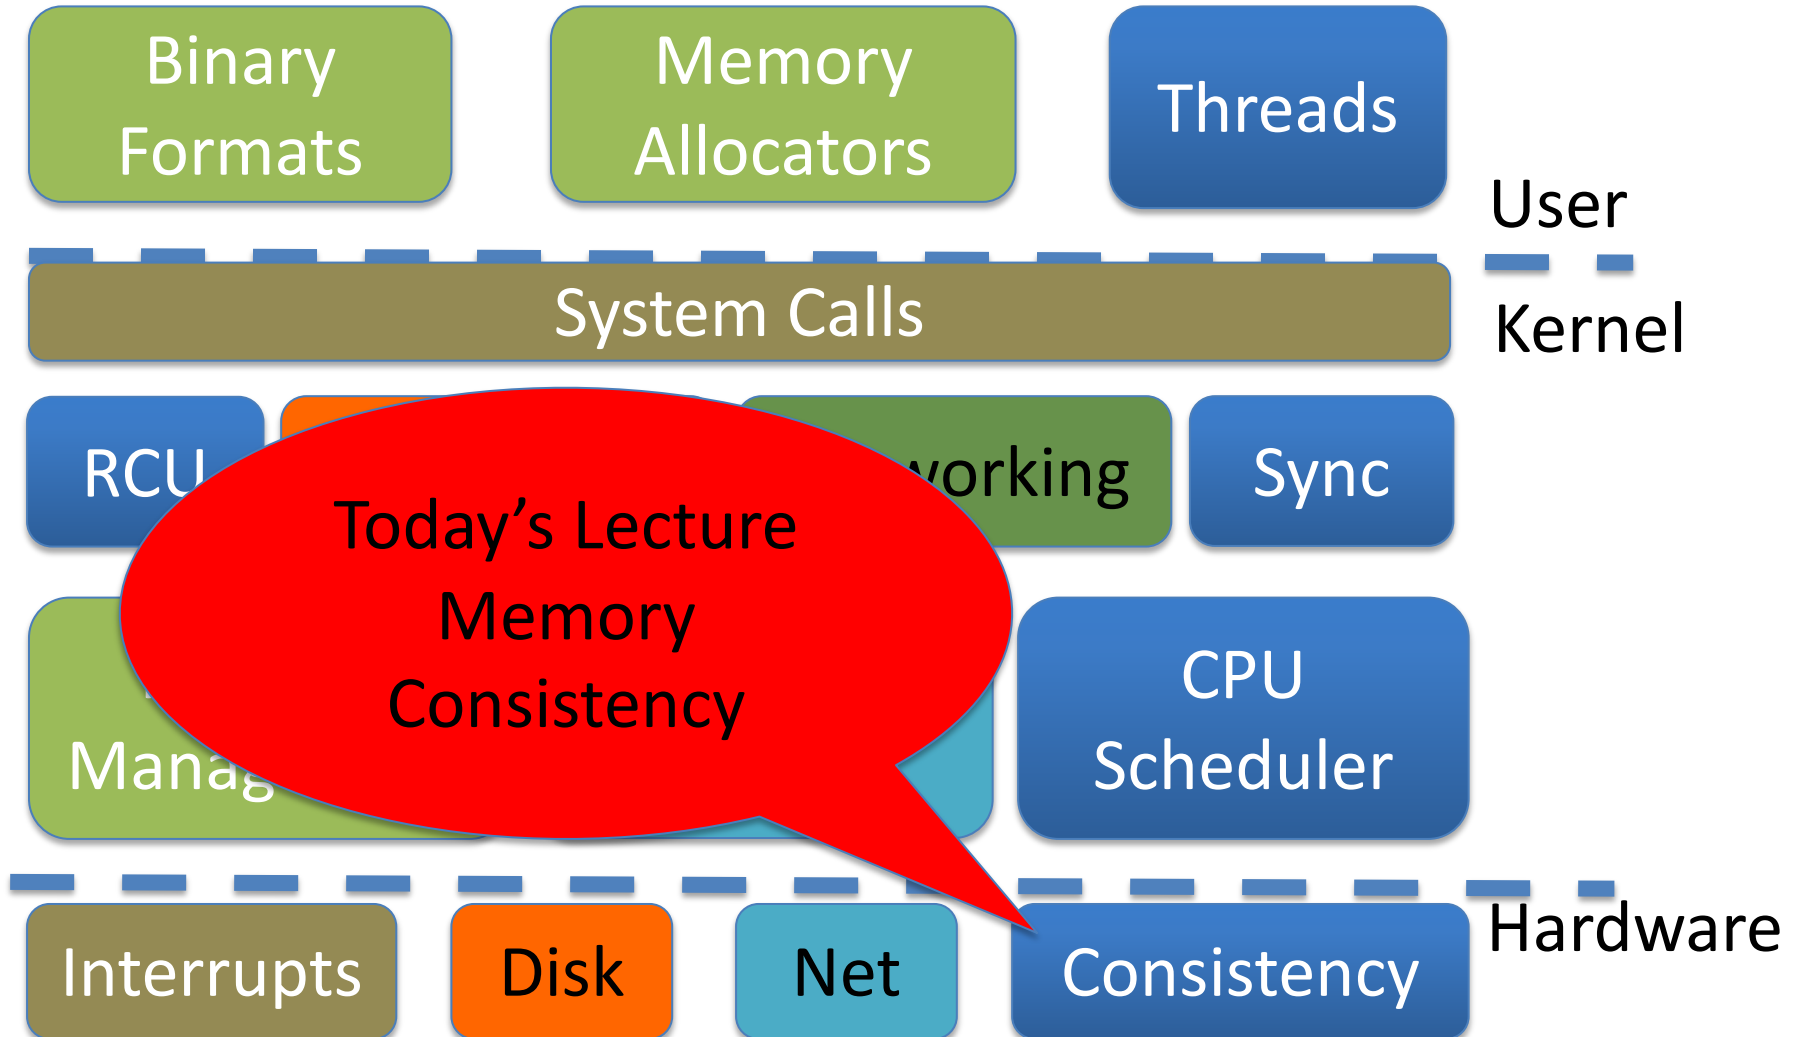 Binary
Formats
Memory
Allocators
Threads
User
System Calls
Kernel
RCU
working
Sync
Today’s Lecture
Memory
Consistency
Manag
CPU
Scheduler
Hardware
Interrupts
Disk
Net
Consistency